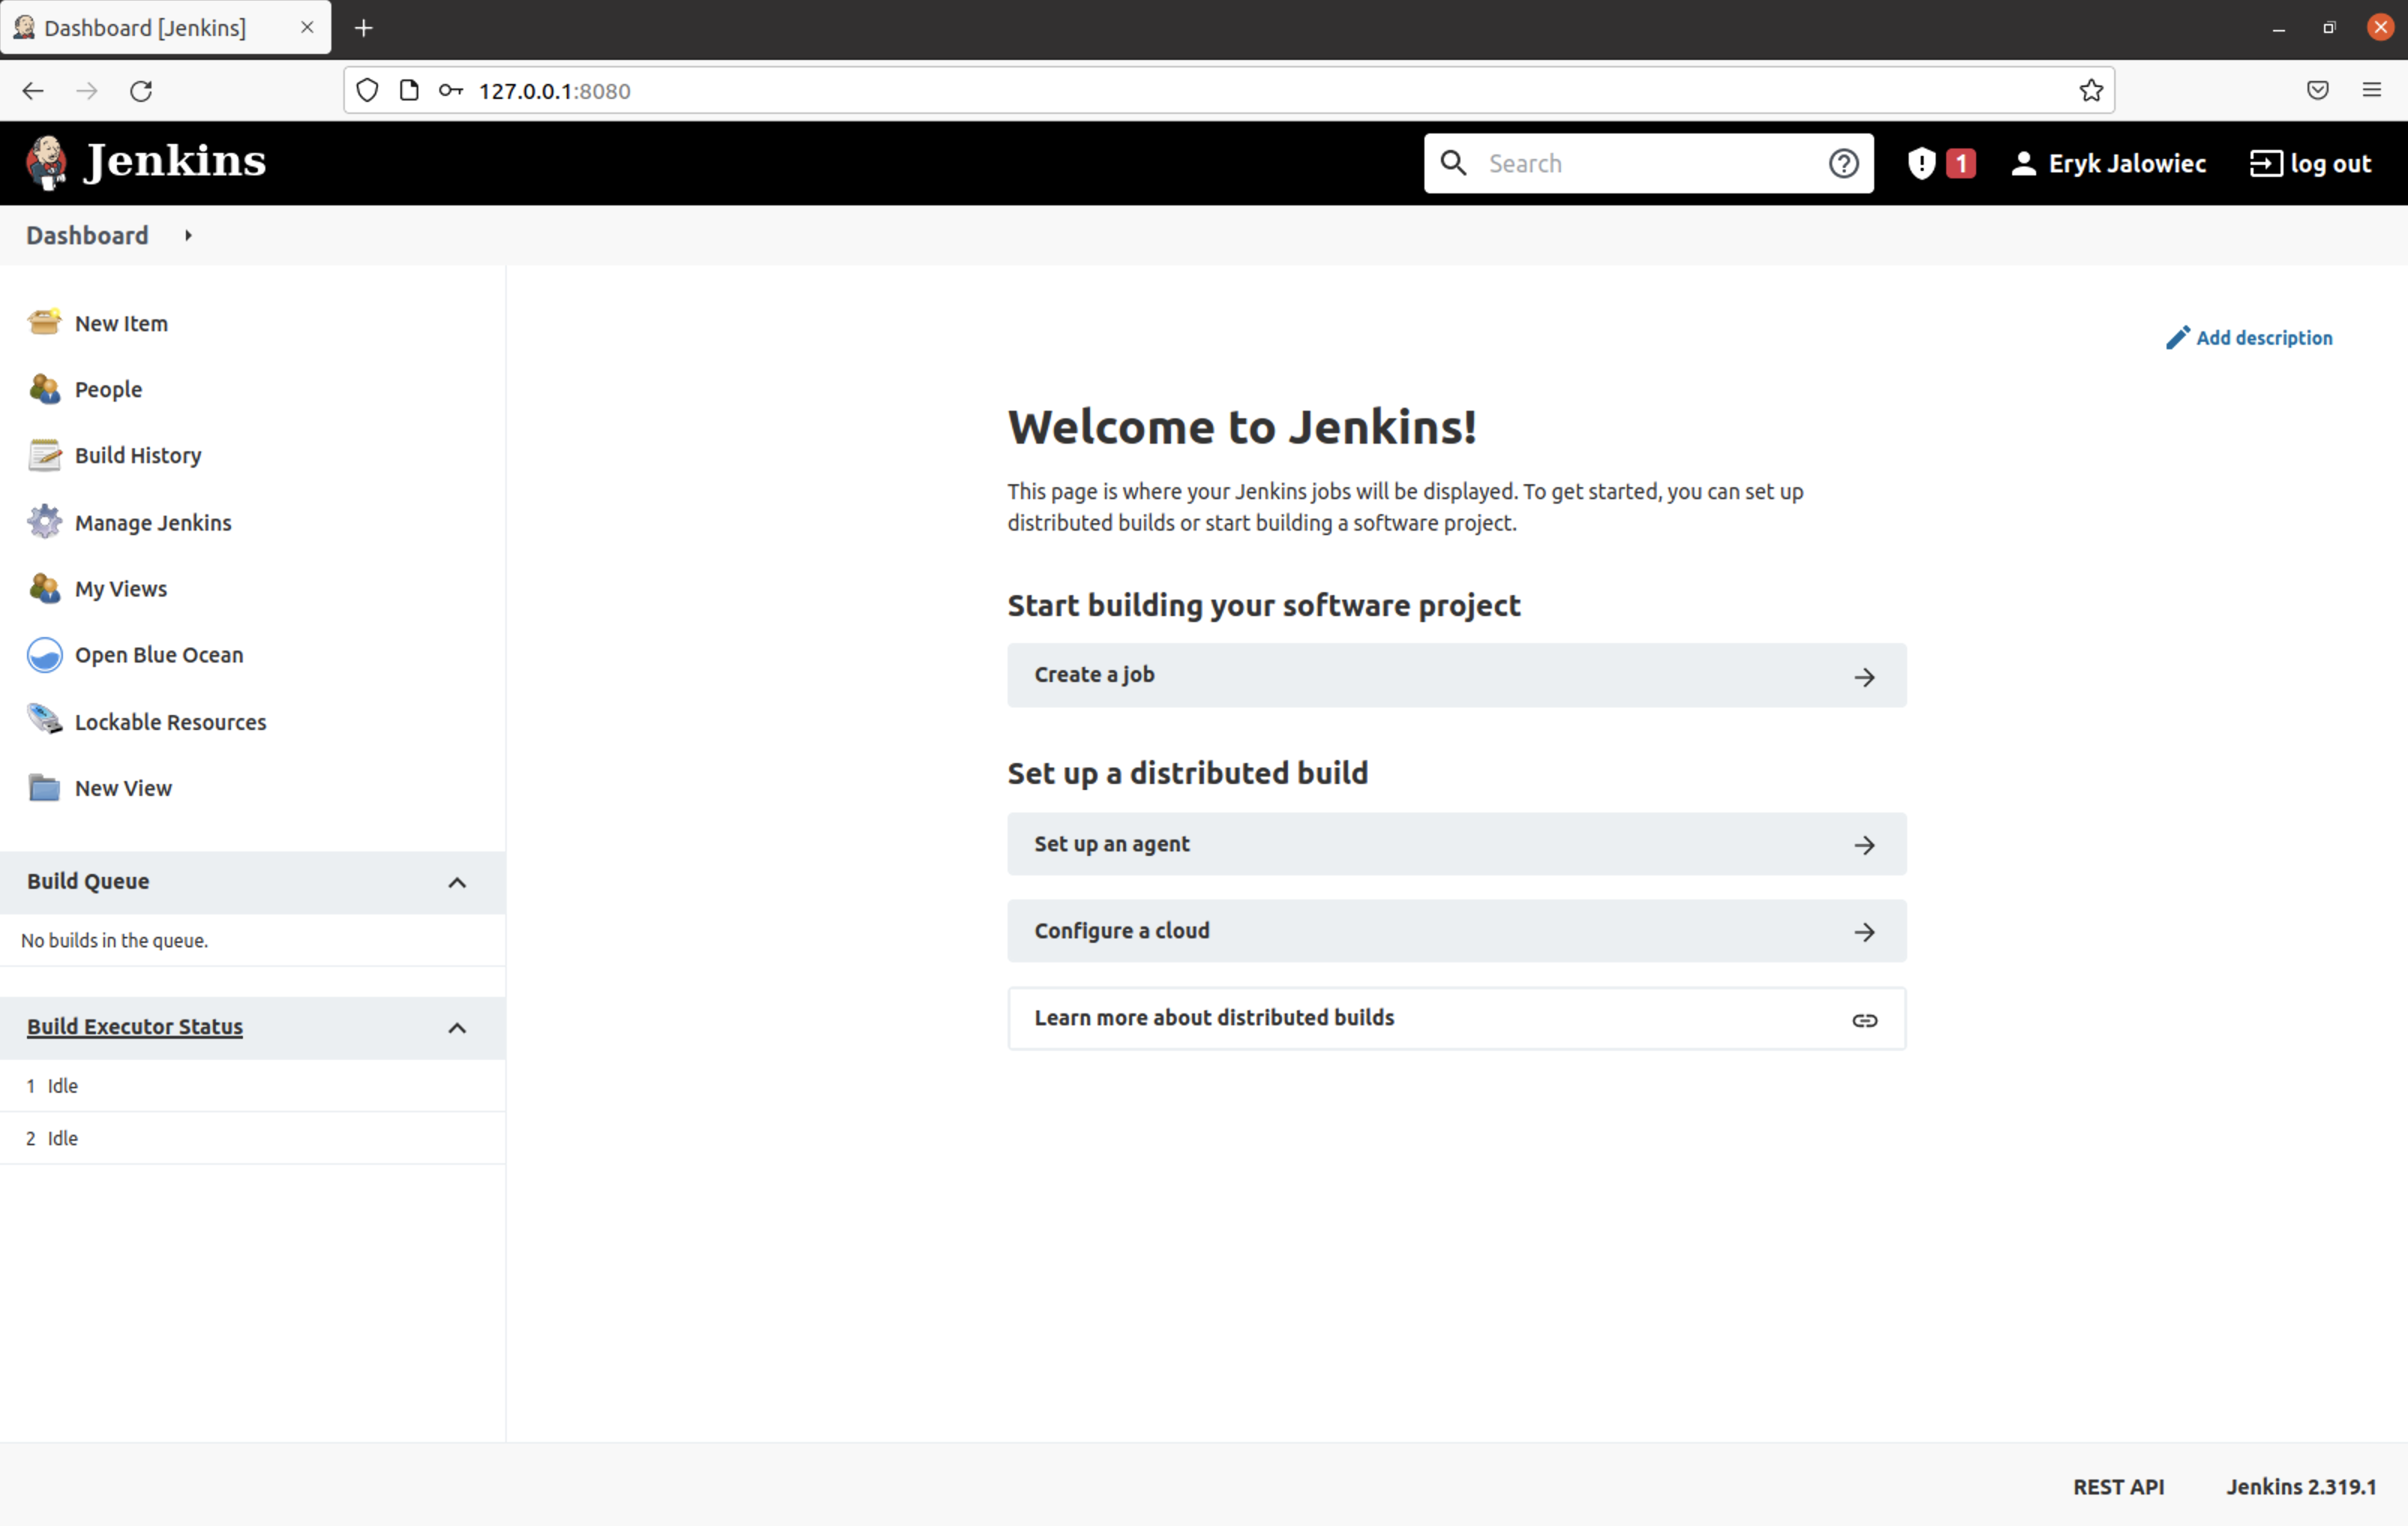 Dashboard [Jenkins]
127.0.0.1:8080
Jenkins
Search
1
Eryk Jalowiec
log out
Dashboard
New Item
People
Build History
Manage Jenkins
My Views
Open Blue Ocean
Lockable Resources
New View
Build Queue
No builds in the queue.
Build Executor Status
1 Idle
2 Idle
Add description
Welcome to Jenkins!
This page is where your Jenkins jobs will be displayed. To get started, you can set up
distributed builds or start building a software project.
Start building your software project
Create a job
Set up a distributed build
Set up an agent
Configure a cloud
Learn more about distributed builds
REST API
Jenkins 2.319.1